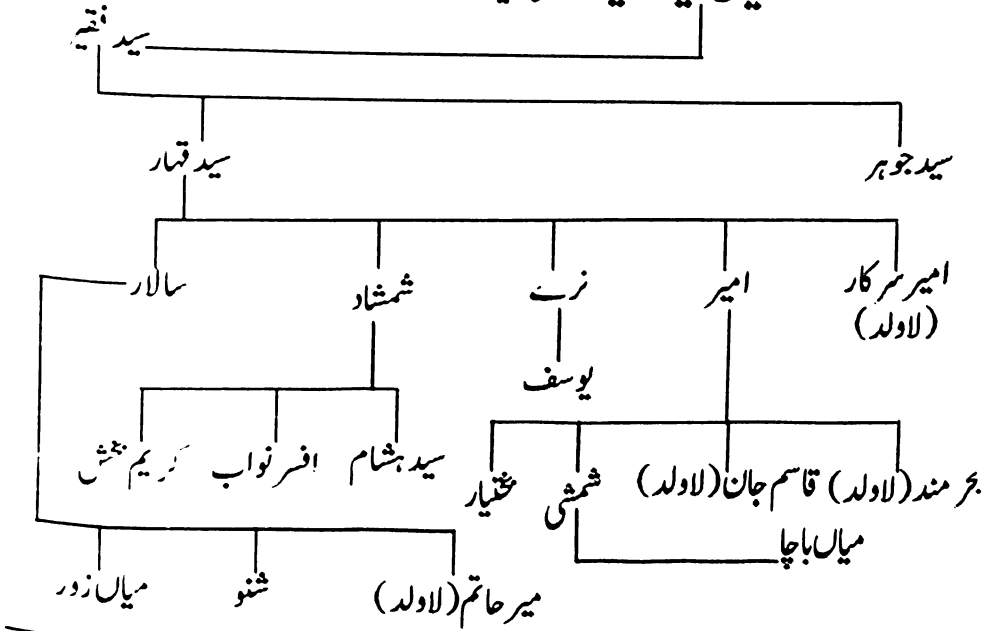 سید فقیر
سید جوہر سید قہار
امیر سرکار امیر نرے شمشاد سالار
(لاولد)
یوسف
بحر مند (لاولد) قاسم جان (لاولد) شمشی مختیار سید ہشام افسر نواب کریم بخش
میاں باچا
میر حاتم (لاولد) شنو میاں زور